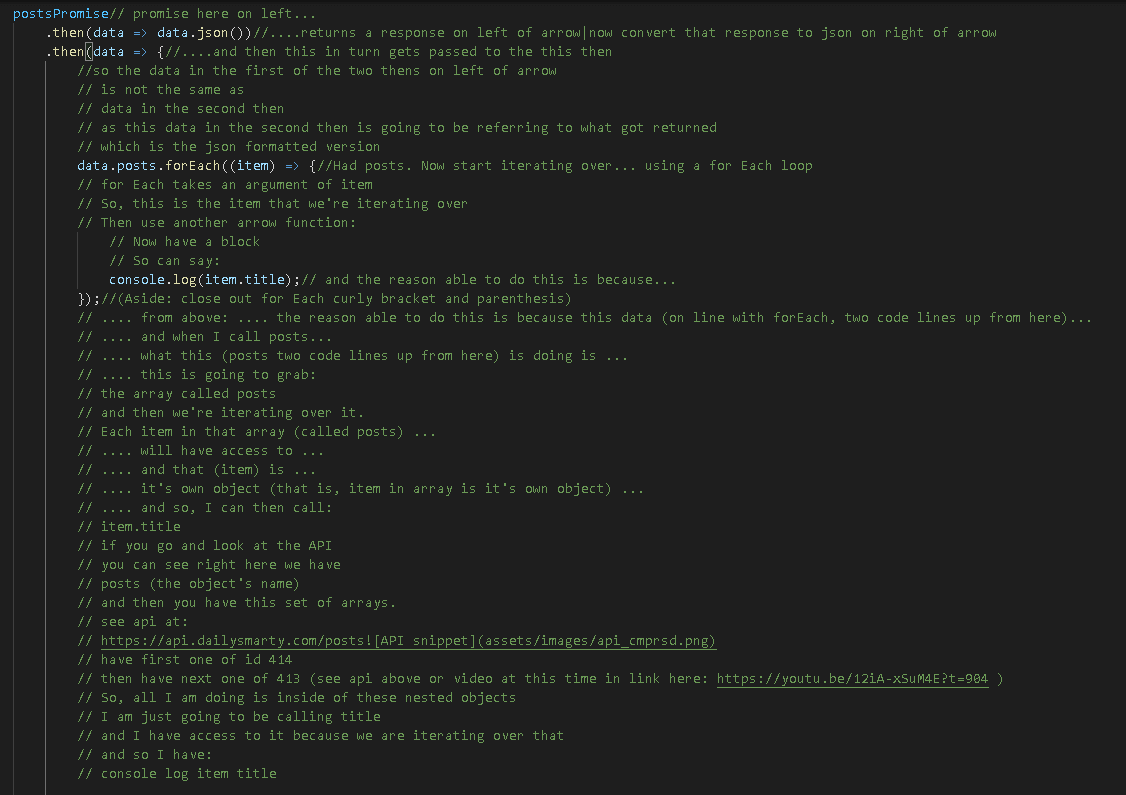 postsPromise// promise here on left...
.then(data => data.json())//....returns a response on left of arrow|now convert that response to json on right of arrow
.then(data => {//....and then this in turn gets passed to the this then
//so the data in the first of the two thens on left of arrow
// is not the same as
// data in the second then
// as this data in the second then is going to be referring to what got returned
// which is the json formatted version
data.posts.forEach((item) => {//Had posts. Now start iterating over... using a for Each loop
// for Each takes an argument of item
// So, this is the item that we're iterating over
// Then use another arrow function:
// Now have a block
// So can say:
console.log(item.title);// and the reason able to do this is because...
});//(Aside: close out for Each curly bracket and parenthesis)
// .... from above: .... the reason able to do this is because this data (on line with forEach, two code lines up from here)...
// .... and when I call posts...
// .... what this (posts two code lines up from here) is doing is ...
// .... this is going to grab:
// the array called posts
// and then we're iterating over it.
// Each item in that array (called posts) ...
// .... will have access to ...
// .... and that (item) is ...
// .... it's own object (that is, item in array is it's own object) ...
// .... and so, I can then call:
// item.title
// if you go and look at the API
// you can see right here we have
// posts (the object's name)
// and then you have this set of arrays.
// see api at:
// https://api.dailysmarty.com/posts![API snippet](assets/images/api_cmprsd.png)
// have first one of id 414
// then have next one of 413 (see api above or video at this time in link here: https://youtu.be/12iA-xSuM4E?t=904 )
// So, all I am doing is inside of these nested objects
// I am just going to be calling title
// and I have access to it because we are iterating over that
// and so I have:
// console log item title